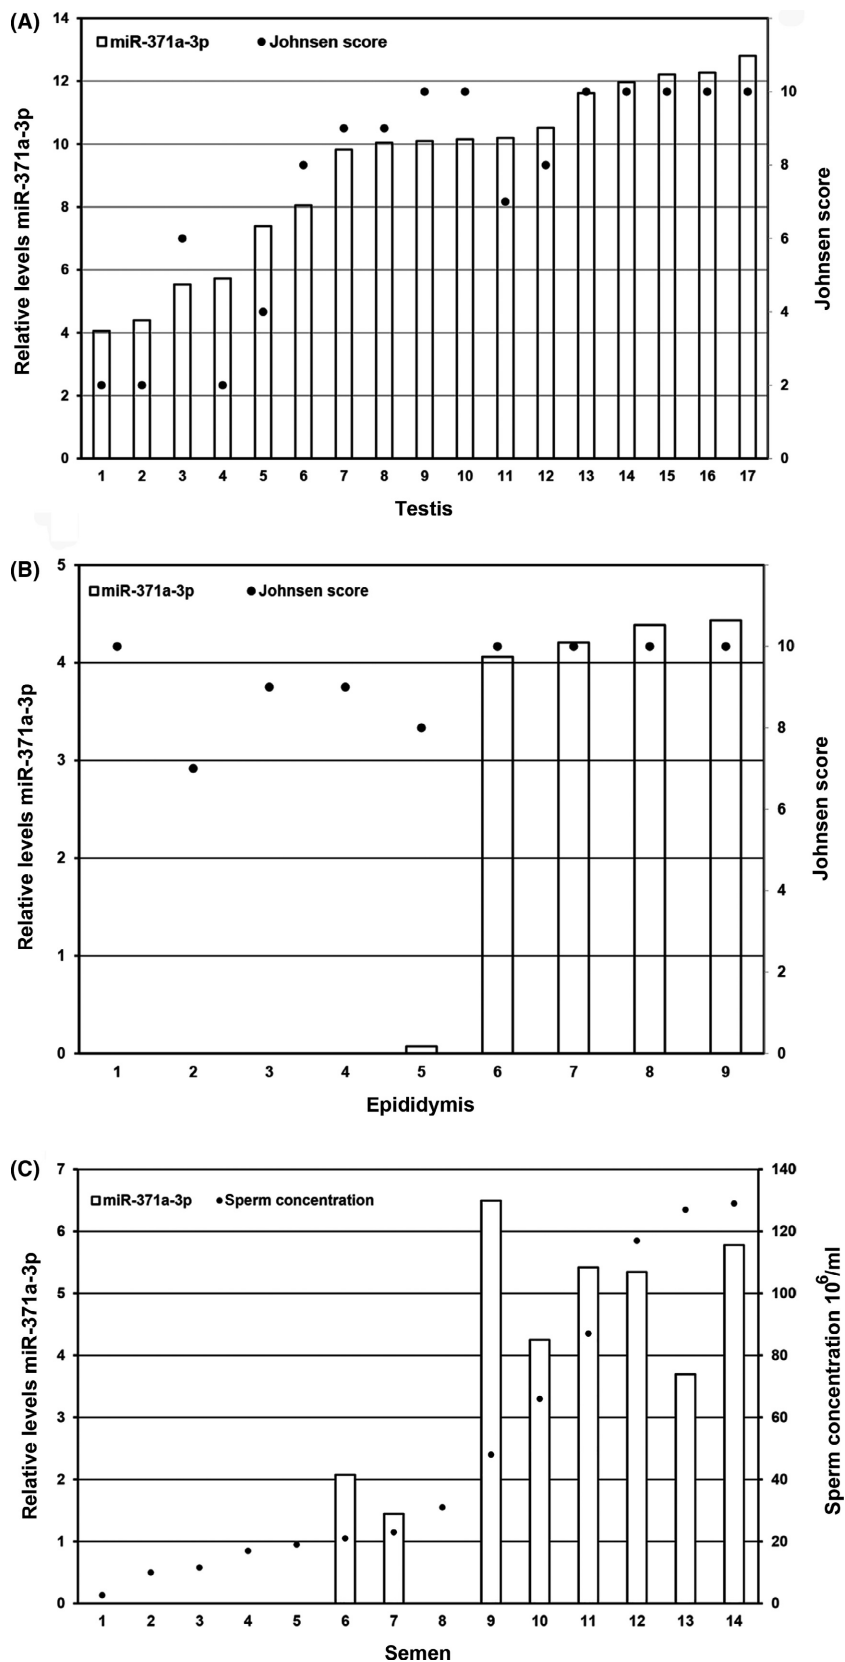 (A)
miR-371a-3p
Johnsen score
Relative levels miR-371a-3p
14
12
10
8
6
4
2
0
10
8
6
4
2
0
Johnsen score
1 2 3 4 5 6 7 8 9 10 11 12 13 14 15 16 17
Testis
(B)
miR-371a-3p
Johnsen score
Relative levels miR-371a-3p
5
4
3
2
1
0
10
8
6
4
2
0
Johnsen score
1 2 3 4 5 6 7 8 9
Epididymis
(C)
miR-371a-3p
Sperm concentration
Relative levels miR-371a-3p
7
6
5
4
3
2
1
0
140
120
100
80
60
40
20
0
Sperm concentration 10⁶/ml
1 2 3 4 5 6 7 8 9 10 11 12 13 14
Semen